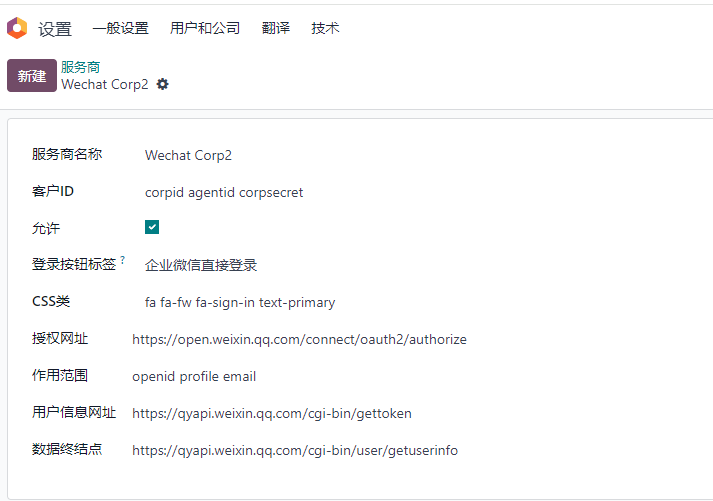 设置 一般设置 用户和公司 翻译 技术
新建 服务商
Wechat Corp2
服务商名称 Wechat Corp2
客户ID corpid agentid corpsecret
允许
登录按钮标签 ? 企业微信直接登录
CSS类 fa fa-fw fa-sign-in text-primary
授权网址 https://open.weixin.qq.com/connect/oauth2/authorize
作用范围 openid profile email
用户信息网址 https://qyapi.weixin.qq.com/cgi-bin/gettoken
数据终结点 https://qyapi.weixin.qq.com/cgi-bin/user/getuserinfo